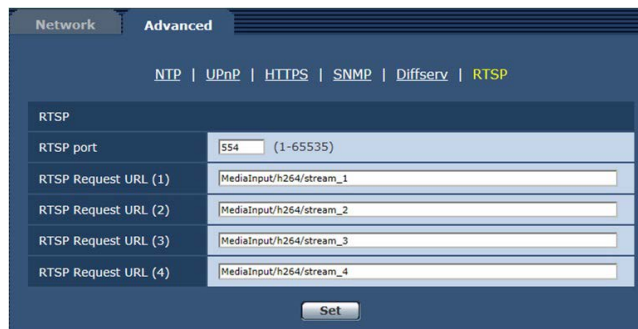 Network Advanced
NTP | UPnP | HTTPS | SNMP | Diffserv | RTSP
RTSP
RTSP port 554 (1-65535)
RTSP Request URL (1) MediaInput/h264/stream_1
RTSP Request URL (2) MediaInput/h264/stream_2
RTSP Request URL (3) MediaInput/h264/stream_3
RTSP Request URL (4) MediaInput/h264/stream_4
Set